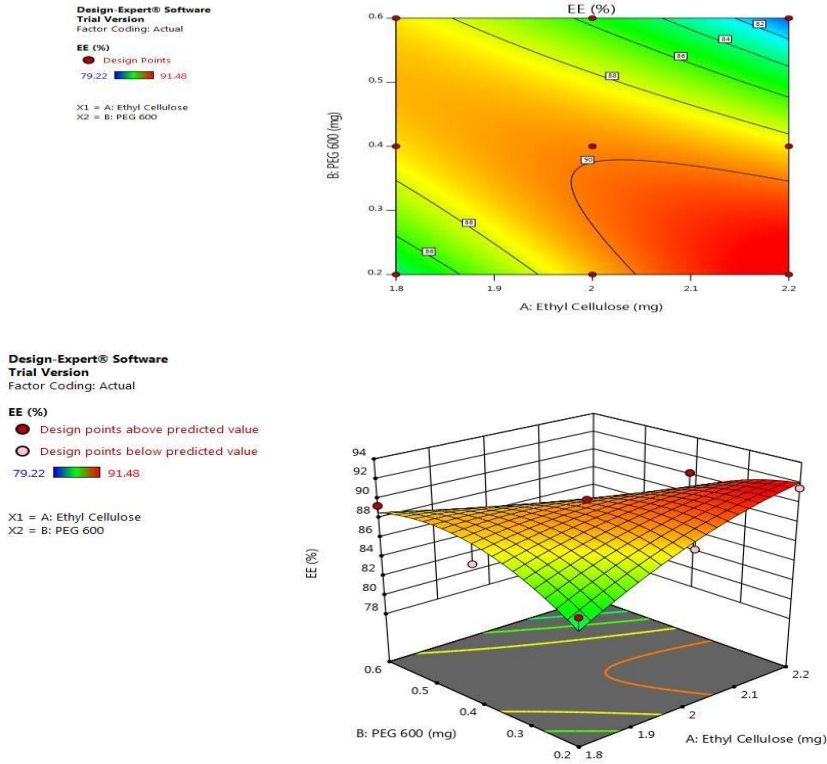 Design-Expert® Software
Trial Version
Factor Coding: Actual
EE (%)
Design Points
79.22 91.48
X1 = A: Ethyl Cellulose
X2 = B: PEG 600
EE (%)
B: PEG 600 (mg)
0.6
0.5
0.4
0.3
0.2
82
84
86
88
90
88
86
1.8 1.9 2 2.1 2.2
A: Ethyl Cellulose (mg)
Design-Expert® Software
Trial Version
Factor Coding: Actual
EE (%)
Design points above predicted value
Design points below predicted value
79.22 91.48
X1 = A: Ethyl Cellulose
X2 = B: PEG 600
EE (%)
94
92
90
88
86
84
82
80
78
0.6
0.5
0.4
0.3
0.2
B: PEG 600 (mg)
1.8
1.9
2
2.1
2.2
A: Ethyl Cellulose (mg)